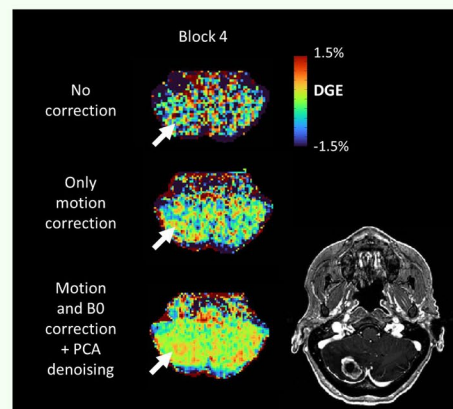 Block 4
No
correction
1.5%
DGE
-1.5%
Only
motion
correction
Motion
and B0
correction
+ PCA
denoising